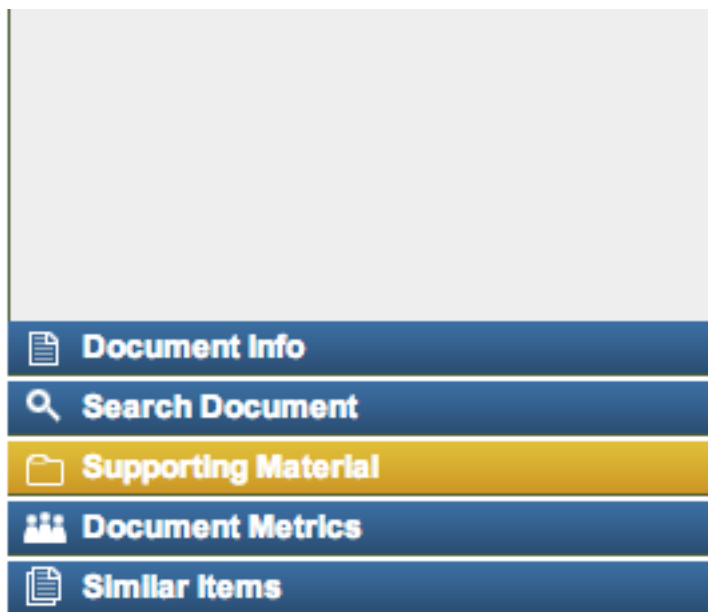 Document Info
Search Document
Supporting Material
Document Metrics
Similar Items